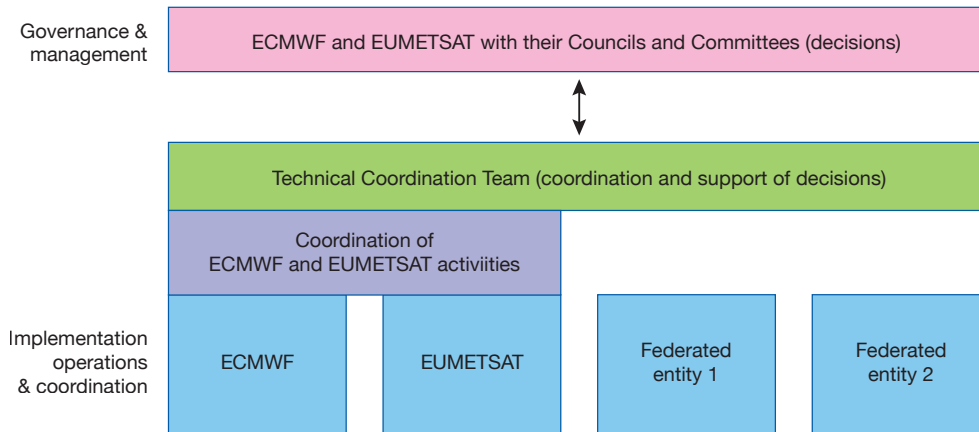 Governance &
management
ECMWF and EUMETSAT with their Councils and Committees (decisions)
Technical Coordination Team (coordination and support of decisions)
Coordination of
ECMWF and EUMETSAT activiities
Implementation
operations
& coordination
ECMWF
EUMETSAT
Federated
entity 1
Federated
entity 2